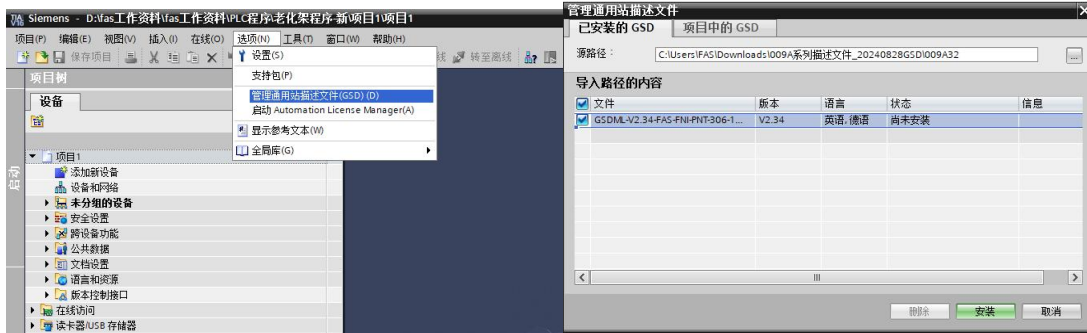 Siemens - D:\fas工作资料\fas工作资料\PLC程序\老化架程序-新\项目1\项目1
项目(P) 编辑(E) 视图(V) 插入(I) 在线(O) 选项(N) 工具(T) 窗口(W) 帮助(H)
保存项目 转至离线
设置(S)
支持包(P)
管理通用站描述文件(GSD) (D)
启动 Automation License Manager(A)
显示参考文本(W)
全局库(G)
项目树
设备
启动
项目1
添加新设备
设备和网络
未分组的设备
安全设置
跨设备功能
公共数据
文档设置
语言和资源
版本控制接口
在线访问
读卡器/USB 存储器
管理通用站描述文件
已安装的 GSD 项目中的 GSD
源路径: C:\Users\FAS\Downloads\009A系列描述文件_20240828GSD\009A32
导入路径的内容
文件 版本 语言 状态 信息
GSDML-V2.34-FAS-FNI-PNT-306-1... V2.34 英语,德语 尚未安装
删除 安装 取消